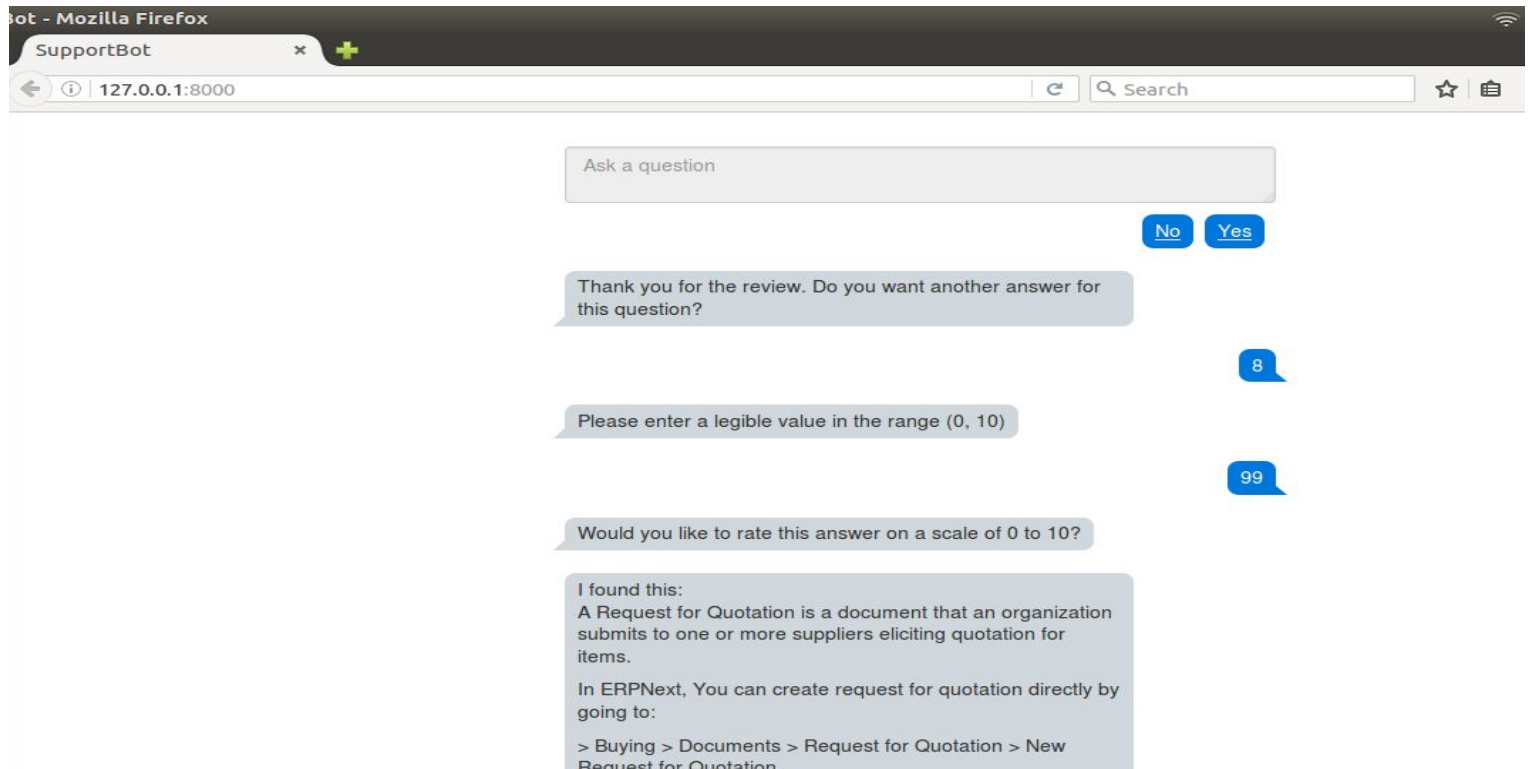 Bot - Mozilla Firefox
SupportBot
127.0.0.1:8000
Search
Ask a question
No Yes
Thank you for the review. Do you want another answer for
this question?
8
Please enter a legible value in the range (0, 10)
99
Would you like to rate this answer on a scale of 0 to 10?
I found this:
A Request for Quotation is a document that an organization
submits to one or more suppliers eliciting quotation for
items.
In ERPNext, You can create request for quotation directly by
going to:
> Buying > Documents > Request for Quotation > New
Request for Quotation